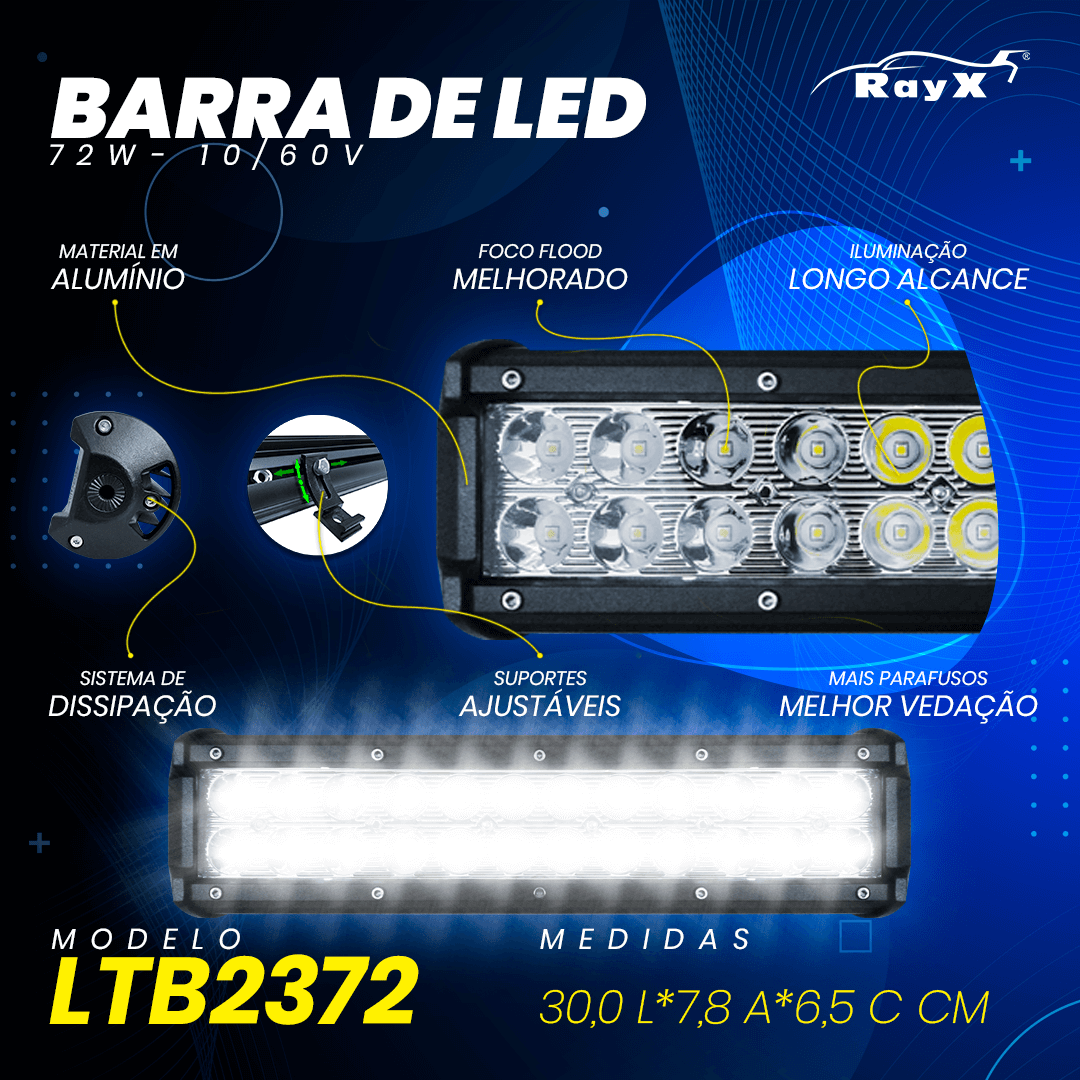 BARRA DE LED
72W- 10/60V
RayX®
MATERIAL EM
ALUMÍNIO
FOCO FLOOD
MELHORADO
ILUMINAÇÃO
LONGO ALCANCE
SISTEMA DE
DISSIPAÇÃO
SUPORTES
AJUSTÁVEIS
MAIS PARAFUSOS
MELHOR VEDAÇÃO
MODELO
LTB2372
MEDIDAS
30,0 L*7,8 A*6,5 C CM